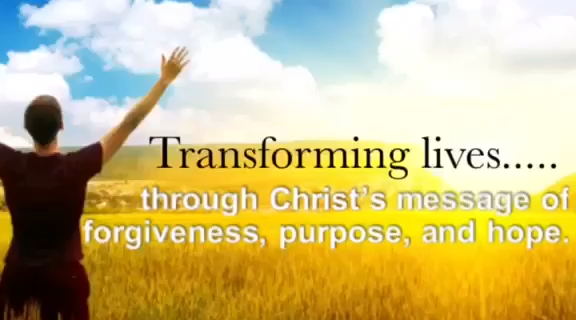 Transforming lives.....
through Christ's message of
forgiveness, purpose, and hope.